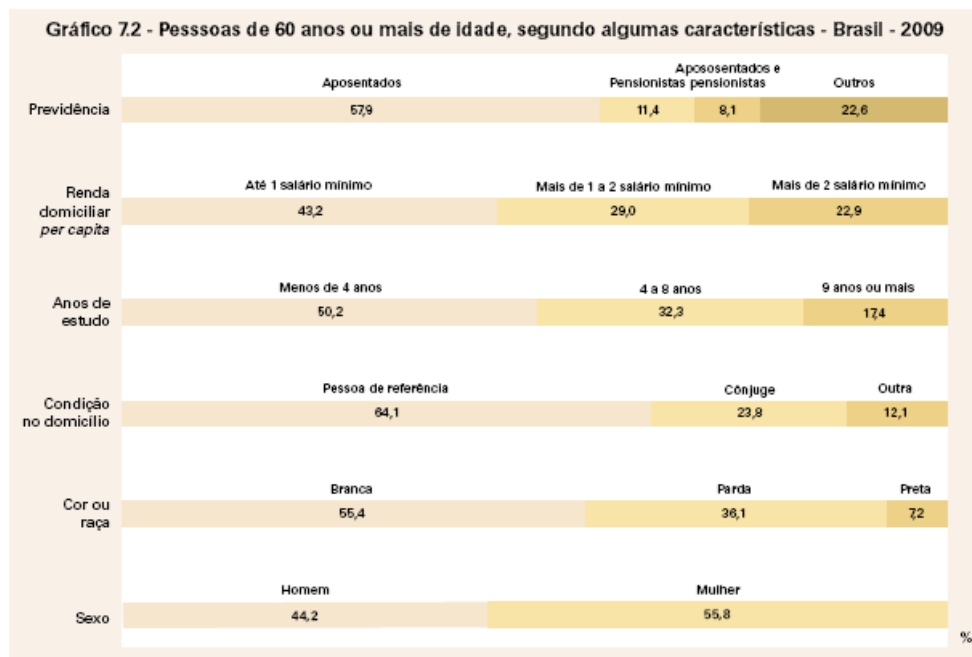 Gráfico 7.2 - Pesssoas de 60 anos ou mais de idade, segundo algumas características - Brasil - 2009
Aposentados
Apososentados e
Pensionistas pensionistas
Outros
Previdência
57,9
11,4
8,1
22,6
Até 1 salário mínimo
Mais de 1 a 2 salário mínimo
Mais de 2 salário mínimo
Renda
domiciliar
per capita
43,2
29,0
22,9
Menos de 4 anos
4 a 8 anos
9 anos ou mais
Anos de
estudo
50,2
32,3
17,4
Pessoa de referência
Cônjuge
Outra
Condição
no domicílio
64,1
23,8
12,1
Branca
Parda
Preta
Cor ou
raça
55,4
36,1
7,2
Homem
Mulher
Sexo
44,2
55,8
%